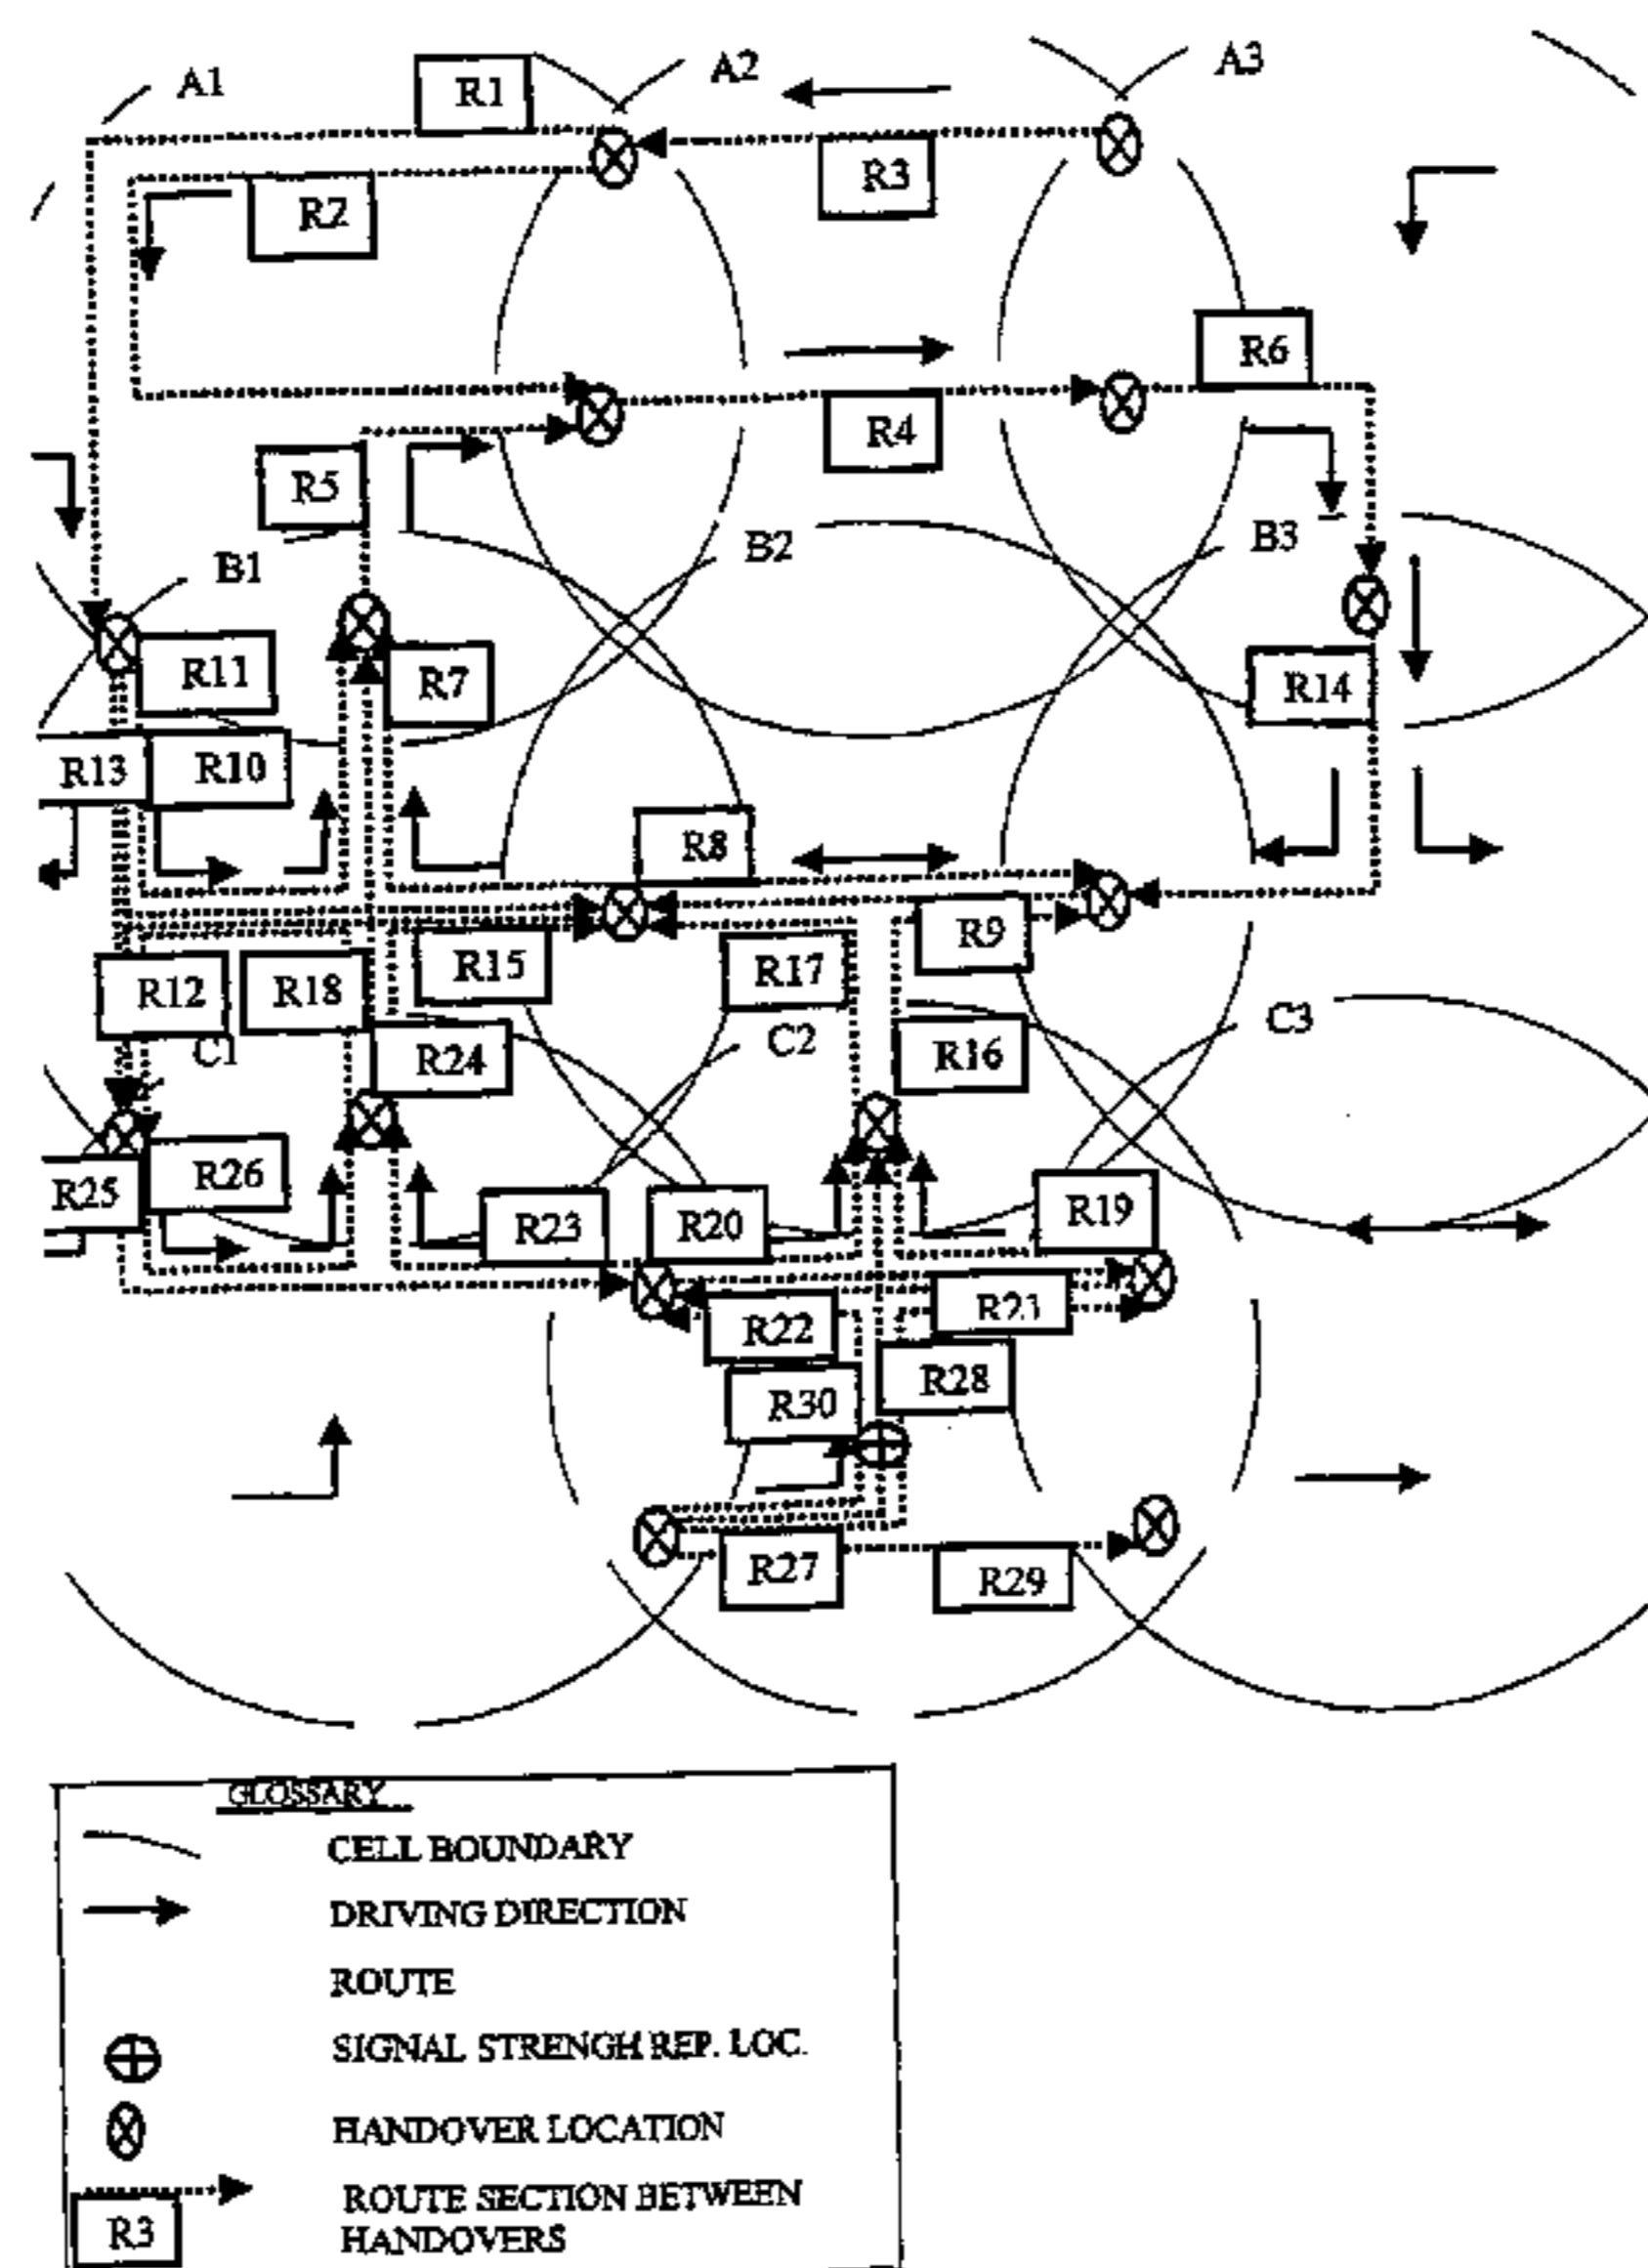 A1
R1
A2
A3
R3
R2
R6
R4
R5
B1
B2
B3
R11
R7
R14
R13
R10
R8
R9
R15
R17
R12
R18
C1
R24
C2
R16
C3
R25
R26
R23
R20
R19
R21
R22
R28
R30
R27
R29
GLOSSARY
CELL BOUNDARY
DRIVING DIRECTION
ROUTE
SIGNAL STRENGH REP. LOC.
HANDOVER LOCATION
ROUTE SECTION BETWEEN
R3
HANDOVERS